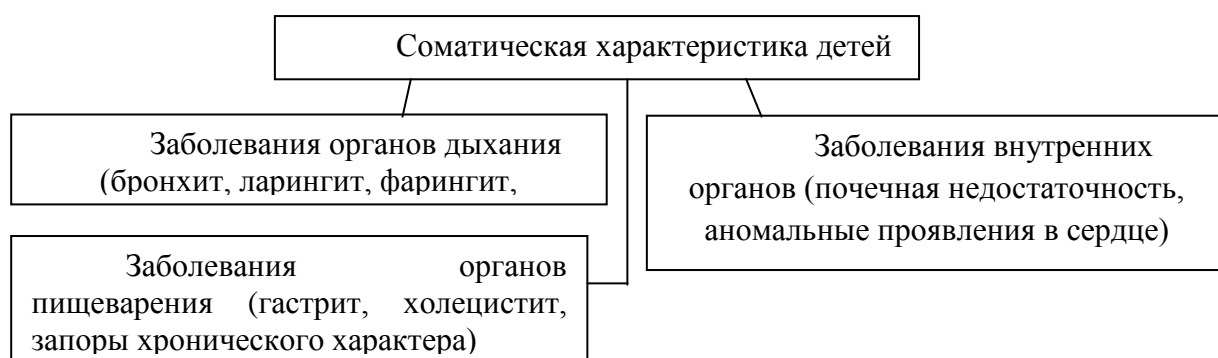 Соматическая характеристика детей
Заболевания органов дыхания
(бронхит, ларингит, фарингит,
Заболевания внутренних
органов (почечная недостаточность,
аномальные проявления в сердце)
Заболевания органов
пищеварения (гастрит, холецистит,
запоры хронического характера)